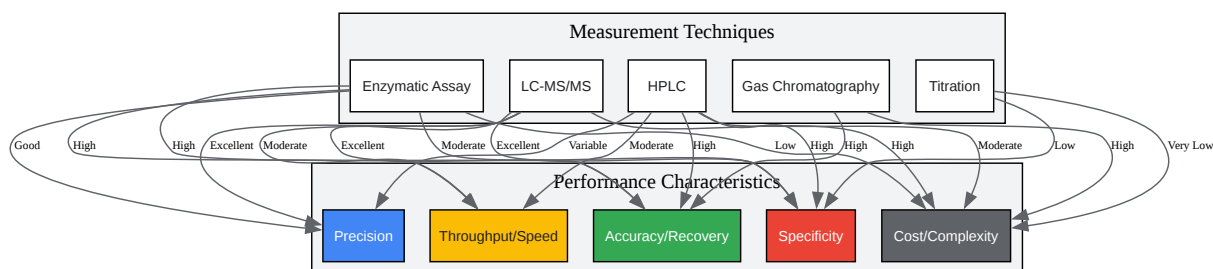 Measurement Techniques
Enzymatic Assay
LC-MS/MS
HPLC
Gas Chromatography
Titration
Good
High
High
Excellent
Moderate
Excellent
Moderate
Excellent
Variable
Moderate
High
Low
High
High
High
Moderate
Low
High
Very Low
Performance Characteristics
Precision
Throughput/Speed
Accuracy/Recovery
Specificity
Cost/Complexity